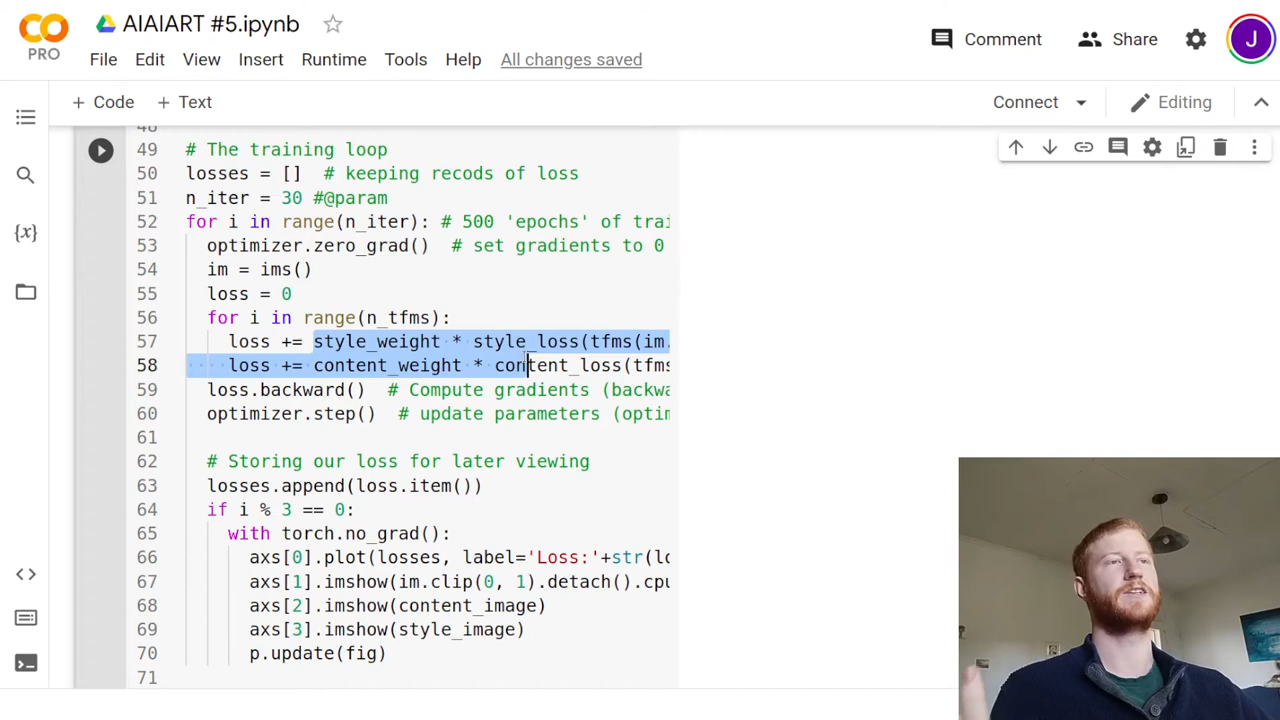 CO
PRO
AIAIART #5.ipynb
File Edit View Insert Runtime Tools Help All changes saved
Comment Share J
+ Code + Text
Connect Editing
48
49 # The training loop
50 losses = [] # keeping recods of loss
51 n_iter = 30 #@param
52 for i in range(n_iter): # 500 'epochs' of trai
53 optimizer.zero_grad() # set gradients to 0
54 im = ims()
55 loss = 0
56 for i in range(n_tfms):
57 loss += style_weight * style_loss(tfms(im.
58 loss += content_weight * content_loss(tfms
59 loss.backward() # Compute gradients (backwa
60 optimizer.step() # update parameters (optim
61
62 # Storing our loss for later viewing
63 losses.append(loss.item())
64 if i % 3 == 0:
65 with torch.no_grad():
66 axs[0].plot(losses, label='Loss:'+str(lo
67 axs[1].imshow(im.clip(0, 1).detach().cpu
68 axs[2].imshow(content_image)
69 axs[3].imshow(style_image)
70 p.update(fig)
71
{x}